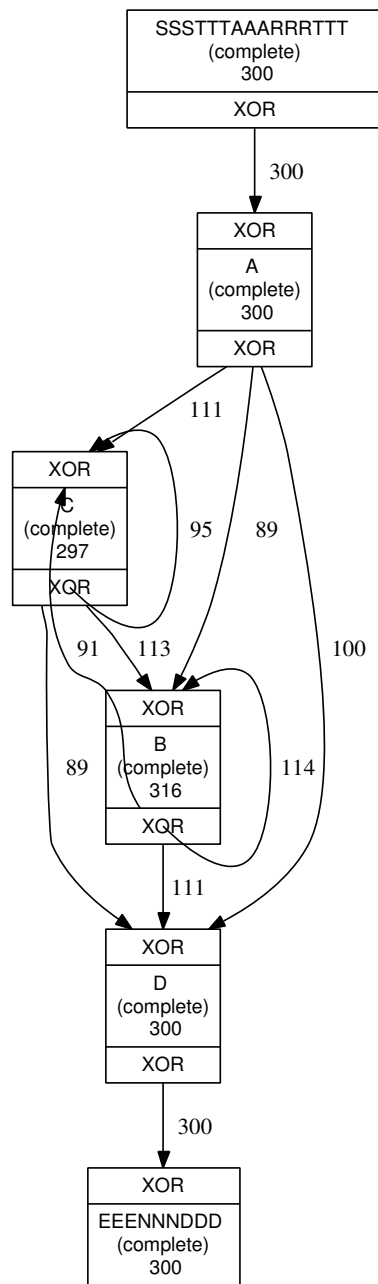 SSSTTTAAARRRTTT
(complete)
300
XOR
300
XOR
A
(complete)
300
XOR
111
XOR
C
(complete)
297
XOR
95
89
100
91
113
XOR
B
(complete)
316
XOR
89
114
111
XOR
D
(complete)
300
XOR
300
XOR
EEENNNDDD
(complete)
300